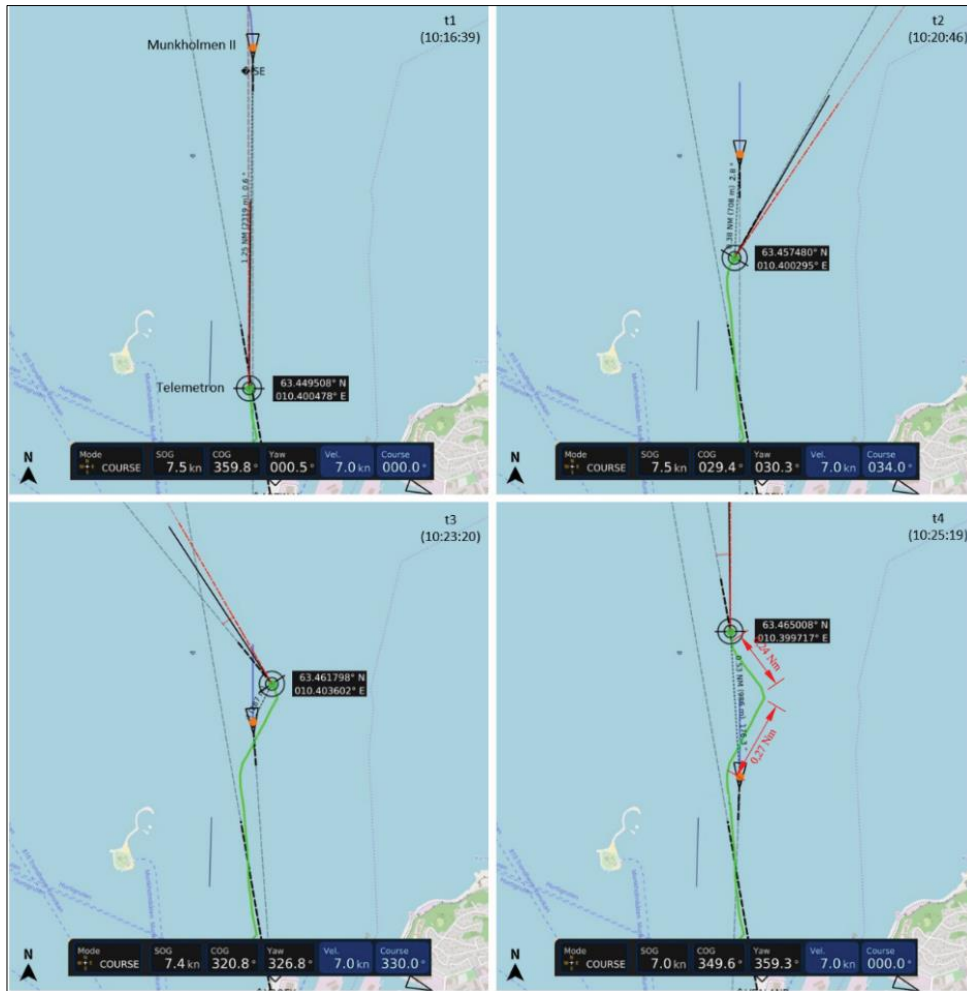 t1
(10:16:39)
Munkholmen II
1.25 NM (2319 m), 0.6 °
Telemetron
63.449508° N
010.400478° E
N
Mode
COURSE
SOG
7.5 kn
COG
359.8 °
Yaw
000.5 °
Vel.
7.0 kn
Course
000.0 °
t2
(10:20:46)
63.457480° N
010.400295° E
N
Mode
COURSE
SOG
7.5 kn
COG
029.4 °
Yaw
030.3 °
Vel.
7.0 kn
Course
034.0 °
t3
(10:23:20)
63.461798° N
010.403602° E
N
Mode
COURSE
SOG
7.4 kn
COG
320.8 °
Yaw
326.8 °
Vel.
7.0 kn
Course
330.0 °
t4
(10:25:19)
63.465008° N
010.399717° E
0,27 Nm
N
Mode
COURSE
SOG
7.0 kn
COG
349.6 °
Yaw
359.3 °
Vel.
7.0 kn
Course
000.0 °